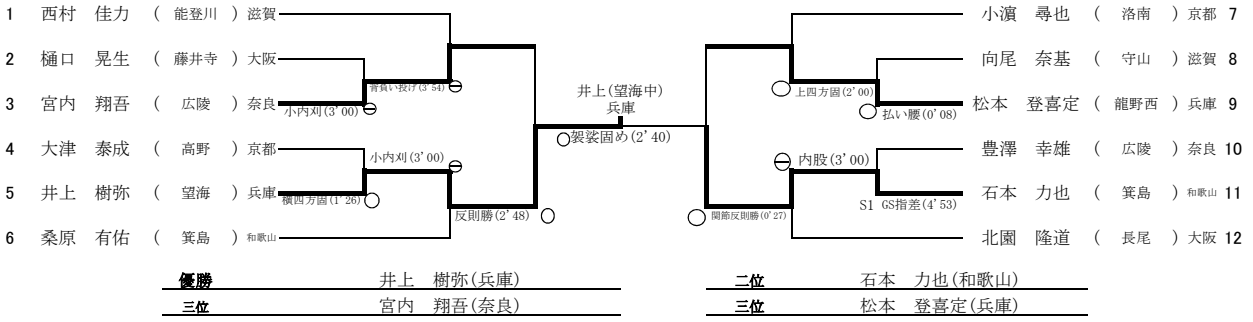 1 西村 佳力 ( 能登川 ) 滋賀
小濵 尋也 ( 洛南 ) 京都 7
2 樋口 晃生 ( 藤井寺 ) 大阪
向尾 奈基 ( 守山 ) 滋賀 8
背負い投げ(3'54)
上四方固(2'00)
井上(望海中)
兵庫
3 宮内 翔吾 ( 広陵 ) 奈良
小内刈(3'00)
払い腰(0'08)
松本 登喜定 ( 龍野西 ) 兵庫 9
袈裟固め(2'40)
4 大津 泰成 ( 高野 ) 京都
小内刈(3'00)
内股(3'00)
豊澤 幸雄 ( 広陵 ) 奈良 10
5 井上 樹弥 ( 望海 ) 兵庫
横四方固(1'26)
S1 GS指差(4'53)
石本 力也 ( 箕島 ) 和歌山 11
反則勝(2'48)
関節反則勝(0'27)
6 桑原 有佑 ( 箕島 ) 和歌山
北園 隆道 ( 長尾 ) 大阪 12
優勝 井上 樹弥(兵庫)
二位 石本 力也(和歌山)
三位 宮内 翔吾(奈良)
三位 松本 登喜定(兵庫)